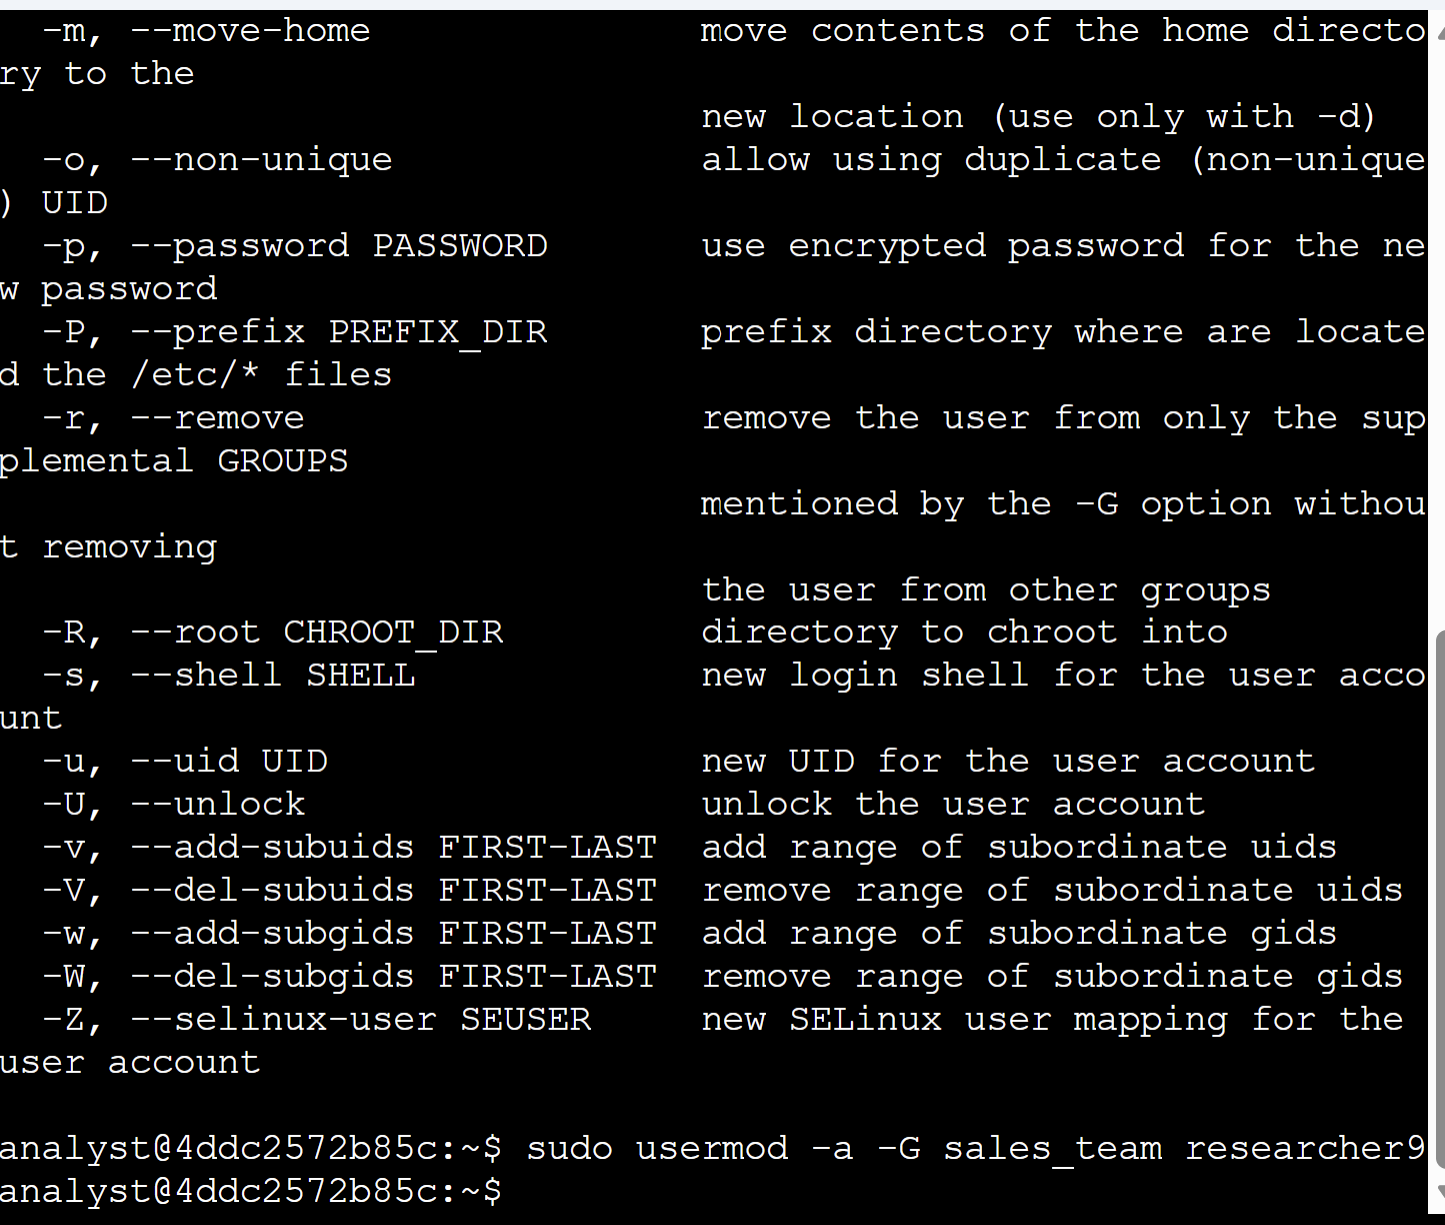 -m, --move-home               move contents of the home directo
ry to the
                                new location (use only with -d)
  -o, --non-unique              allow using duplicate (non-unique
) UID
  -p, --password PASSWORD       use encrypted password for the ne
w password
  -P, --prefix PREFIX_DIR       prefix directory where are locate
d the /etc/* files
  -r, --remove                  remove the user from only the sup
plemental GROUPS
                                mentioned by the -G option withou
t removing
                                the user from other groups
  -R, --root CHROOT_DIR         directory to chroot into
  -s, --shell SHELL             new login shell for the user acco
unt
  -u, --uid UID                 new UID for the user account
  -U, --unlock                  unlock the user account
  -v, --add-subuids FIRST-LAST  add range of subordinate uids
  -V, --del-subuids FIRST-LAST  remove range of subordinate uids
  -w, --add-subgids FIRST-LAST  add range of subordinate gids
  -W, --del-subgids FIRST-LAST  remove range of subordinate gids
  -Z, --selinux-user SEUSER     new SELinux user mapping for the
user account

analyst@4ddc2572b85c:~$ sudo usermod -a -G sales_team researcher9
analyst@4ddc2572b85c:~$